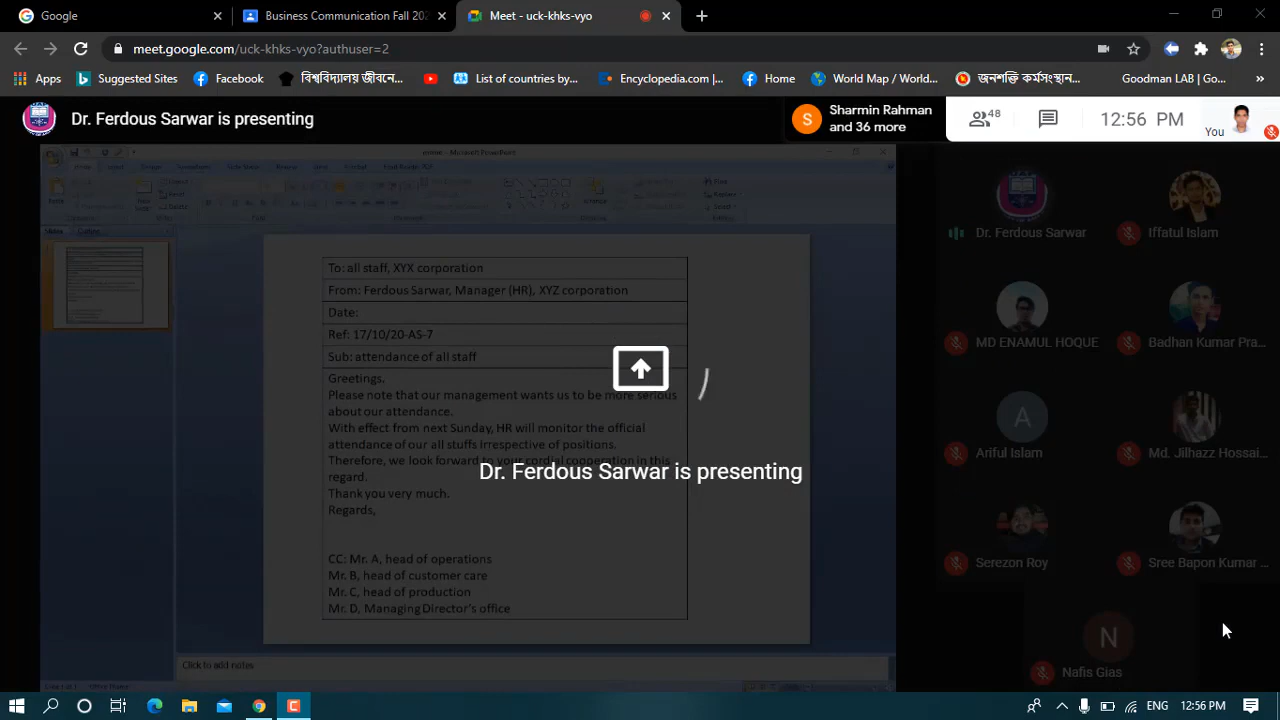 Google
Business Communication Fall 202
Meet - uck-khks-vyo
meet.google.com/uck-khks-vyo?authuser=2
Apps
Suggested Sites
Facebook
বিশ্ববিদ্যালয় জীবনে...
List of countries by...
Encyclopedia.com |...
Home
World Map / World...
জনশক্তি কর্মসংস্থান...
Goodman LAB | Go...
»
Dr. Ferdous Sarwar is presenting
S
Sharmin Rahman
and 36 more
48
12:56 PM
You
Microsoft PowerPoint
To: all staff, XYX corporation
From: Ferdous Sarwar, Manager (HR), XYZ corporation
Date:
Ref: 17/10/20-AS-7
Sub: attendance of all staff
Greetings.
Please note that our management wants us to be more serious
about our attendance.
With effect from next Sunday, HR will monitor the official
attendance of our all stuffs Irrespective of positions.
Therefore, we look forward to your cordial cooperation in this
regard.
Thank you very much.
Regards,
CC: Mr. A, head of operations
Mr. B, head of customer care
Mr. C, head of production
Mr. D, Managing Director's office
Click to add notes
Dr. Ferdous Sarwar is presenting
Dr. Ferdous Sarwar
Iffatul Islam
MD ENAMUL HOQUE
Badhan Kumar Pra...
A
Ariful Islam
Md. Jilhazz Hossai...
Serezon Roy
Sree Bapon Kumar ...
N
Nafis Gias
ENG
12:56 PM